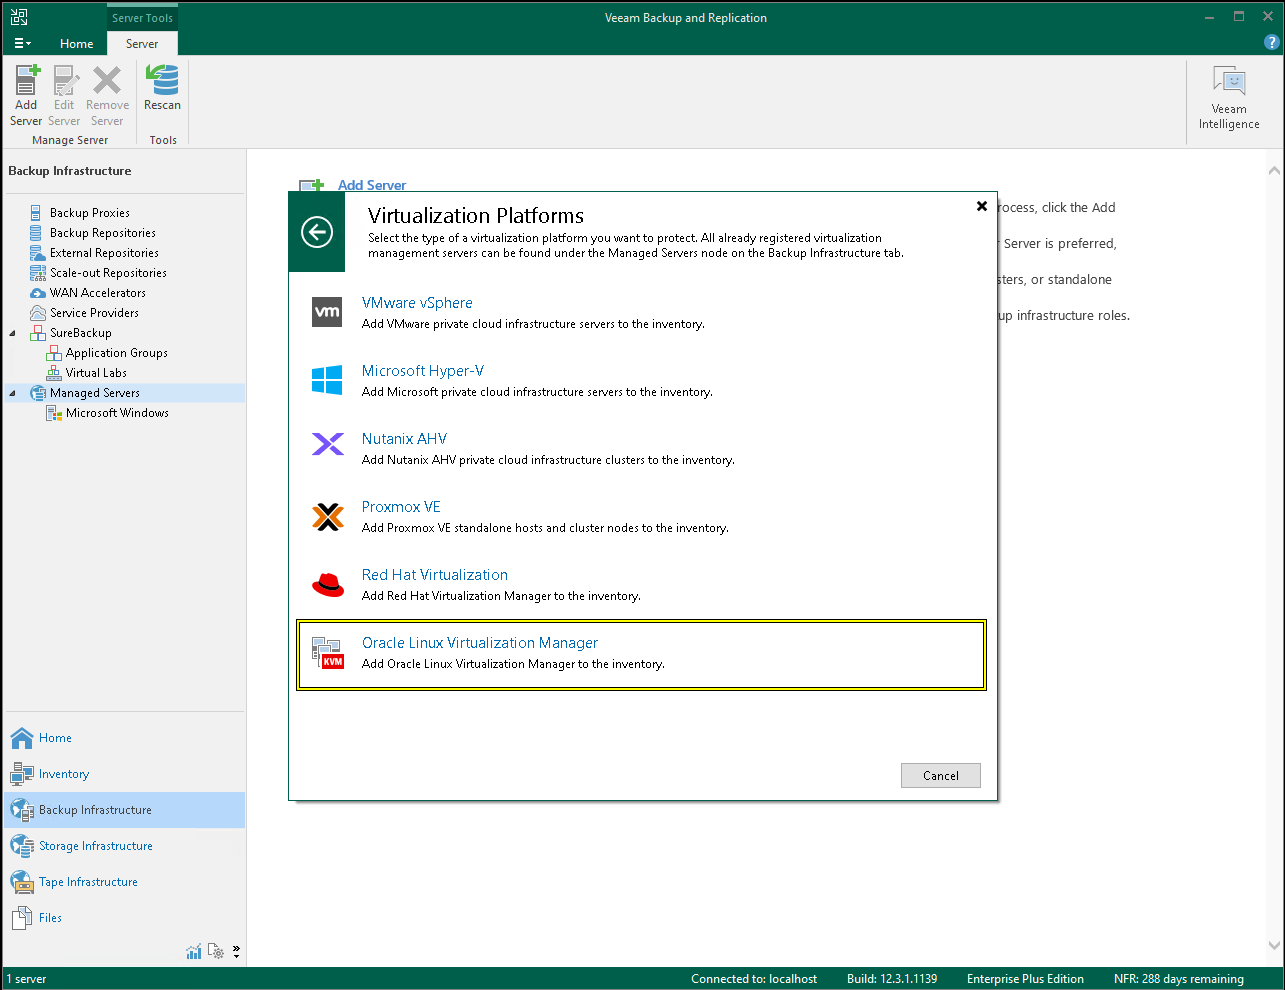 Server Tools
Veeam Backup and Replication
Home
Server
?
Add Server
Edit Server
Remove Server
Rescan
Manage Server
Tools
Veeam Intelligence
Backup Infrastructure
Backup Proxies
Backup Repositories
External Repositories
Scale-out Repositories
WAN Accelerators
Service Providers
SureBackup
Application Groups
Virtual Labs
Managed Servers
Microsoft Windows
Home
Inventory
Backup Infrastructure
Storage Infrastructure
Tape Infrastructure
Files
Add Server
rocess, click the Add
r Server is preferred,
sters, or standalone
up infrastructure roles.
Virtualization Platforms
Select the type of a virtualization platform you want to protect. All already registered virtualization
management servers can be found under the Managed Servers node on the Backup Infrastructure tab.
vm
VMware vSphere
Add VMware private cloud infrastructure servers to the inventory.
Microsoft Hyper-V
Add Microsoft private cloud infrastructure servers to the inventory.
Nutanix AHV
Add Nutanix AHV private cloud infrastructure clusters to the inventory.
Proxmox VE
Add Proxmox VE standalone hosts and cluster nodes to the inventory.
Red Hat Virtualization
Add Red Hat Virtualization Manager to the inventory.
KVM
Oracle Linux Virtualization Manager
Add Oracle Linux Virtualization Manager to the inventory.
Cancel
1 server
Connected to: localhost
Build: 12.3.1.1139
Enterprise Plus Edition
NFR: 288 days remaining